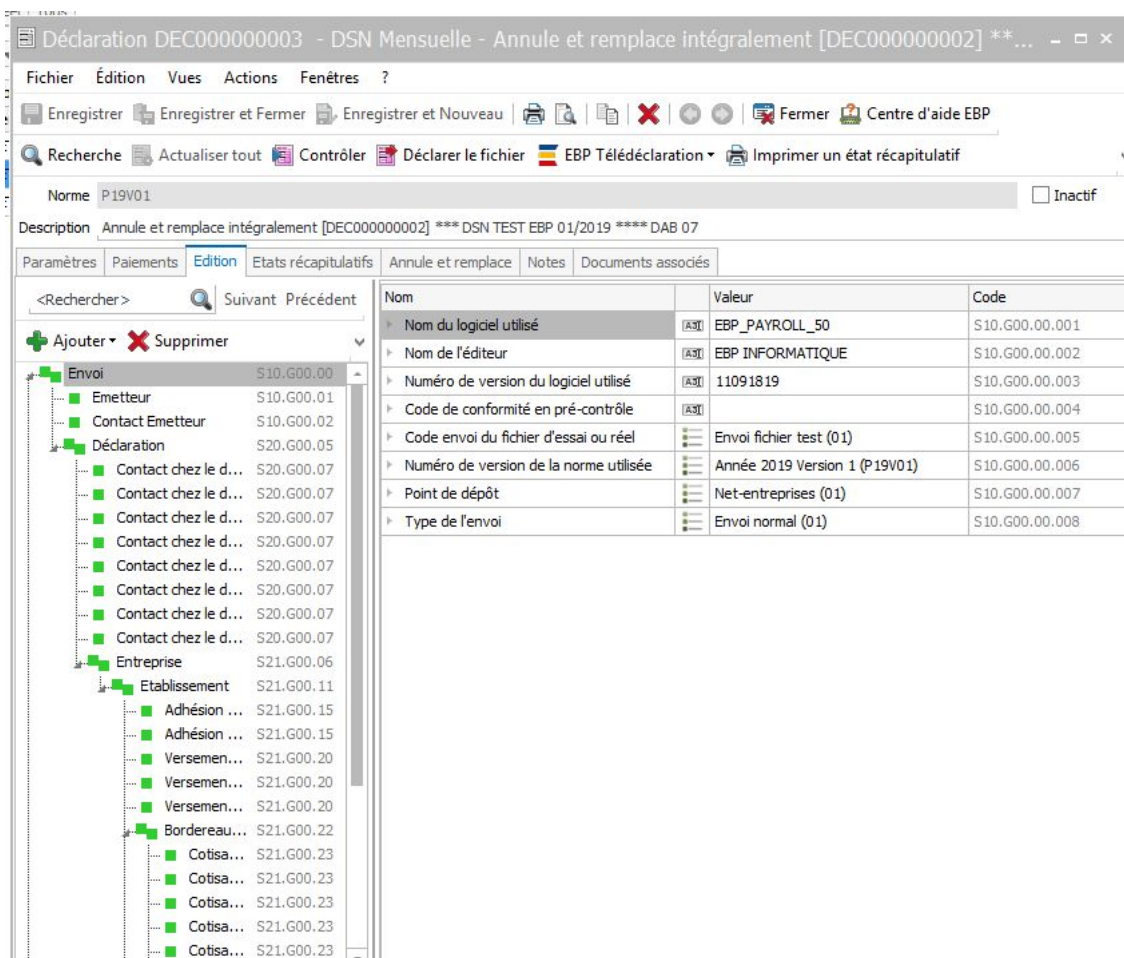 Déclaration DEC000000003 - DSN Mensuelle - Annule et remplace intégralement [DEC000000002] **...
Fichier Édition Vues Actions Fenêtres ?
Enregistrer Enregistrer et Fermer Enregistrer et Nouveau Fermer Centre d'aide EBP
Recherche Actualiser tout Contrôler Déclarer le fichier EBP Télédéclaration Imprimer un état récapitulatif
Norme P19V01 Inactif
Description Annule et remplace intégralement [DEC000000002] *** DSN TEST EBP 01/2019 **** DAB 07
Paramètres Paiements Edition Etats récapitulatifs Annule et remplace Notes Documents associés
<Rechercher> Suivant Précédent
Ajouter Supprimer
Envoi S10.G00.00
Emetteur S10.G00.01
Contact Emetteur S10.G00.02
Déclaration S20.G00.05
Contact chez le d... S20.G00.07
Contact chez le d... S20.G00.07
Contact chez le d... S20.G00.07
Contact chez le d... S20.G00.07
Contact chez le d... S20.G00.07
Contact chez le d... S20.G00.07
Contact chez le d... S20.G00.07
Contact chez le d... S20.G00.07
Entreprise S21.G00.06
Etablissement S21.G00.11
Adhésion ... S21.G00.15
Adhésion ... S21.G00.15
Versemen... S21.G00.20
Versemen... S21.G00.20
Versemen... S21.G00.20
Bordereau... S21.G00.22
Cotisa... S21.G00.23
Cotisa... S21.G00.23
Cotisa... S21.G00.23
Cotisa... S21.G00.23
Cotisa... S21.G00.23
Nom Valeur Code
Nom du logiciel utilisé EBP_PAYROLL_50 S10.G00.00.001
Nom de l'éditeur EBP INFORMATIQUE S10.G00.00.002
Numéro de version du logiciel utilisé 11091819 S10.G00.00.003
Code de conformité en pré-contrôle S10.G00.00.004
Code envoi du fichier d'essai ou réel Envoi fichier test (01) S10.G00.00.005
Numéro de version de la norme utilisée Année 2019 Version 1 (P19V01) S10.G00.00.006
Point de dépôt Net-entreprises (01) S10.G00.00.007
Type de l'envoi Envoi normal (01) S10.G00.00.008